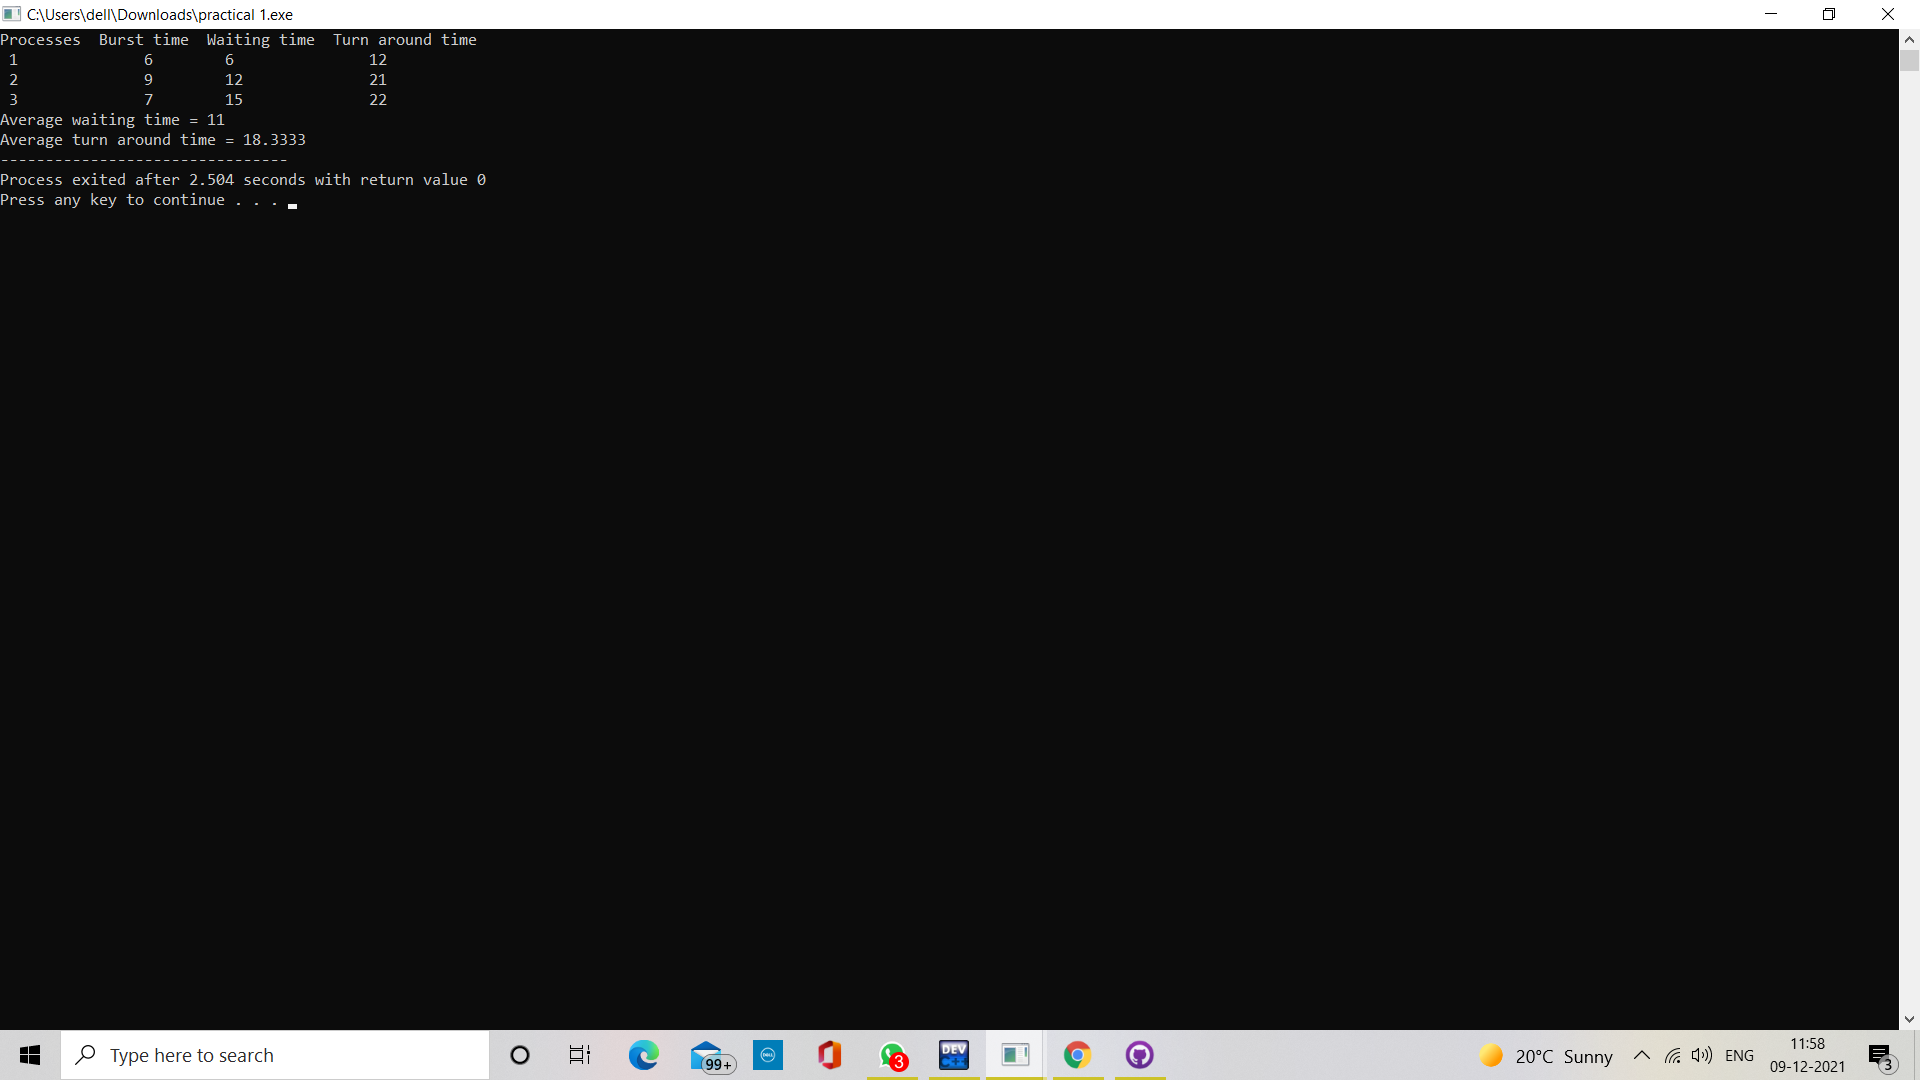 C:\Users\dell\Downloads\practical 1.exe
Processes  Burst time  Waiting time  Turn around time
 1              6        6               12
 2              9        12              21
 3              7        15              22
Average waiting time = 11
Average turn around time = 18.3333
--------------------------------
Process exited after 2.504 seconds with return value 0
Press any key to continue . . .
Type here to search
99+
DELL
3
DEV
C++
20°C  Sunny
ENG
11:58
09-12-2021
3